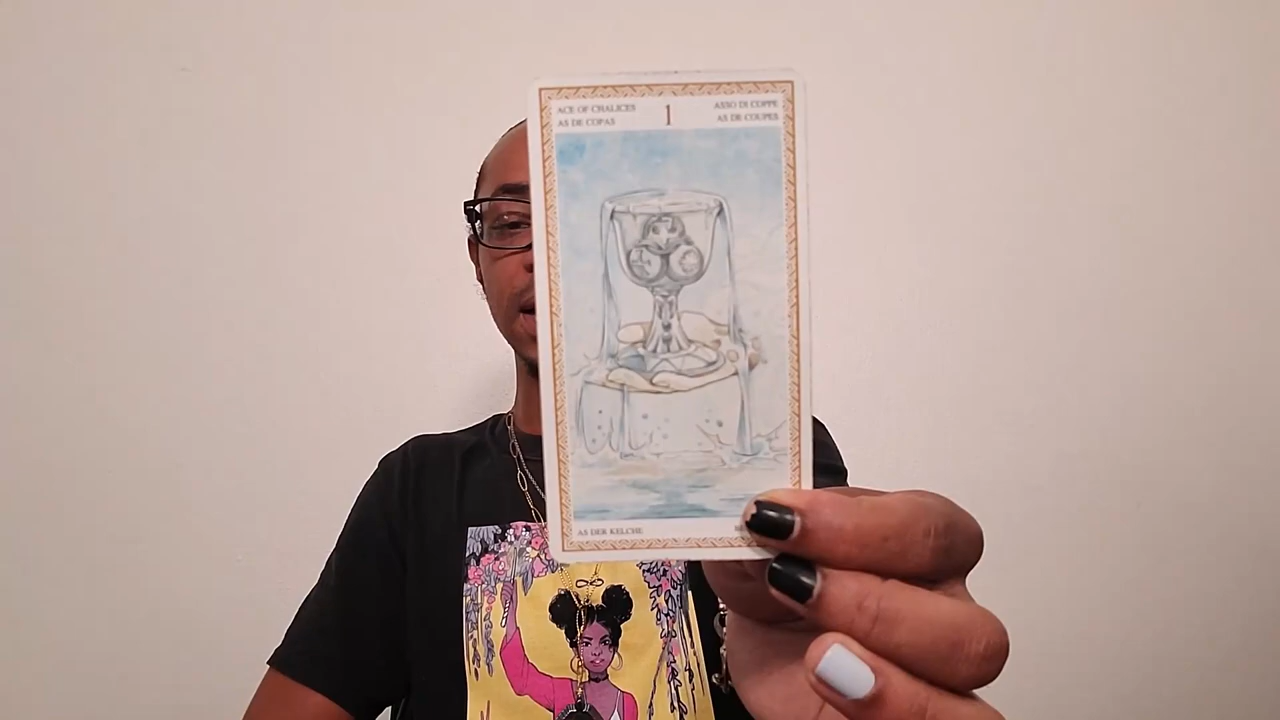 ACE OF CHALICES
AS DE COPAS
1
ASSO DI COPPE
AS DE COUPES
AS DER KELCHE